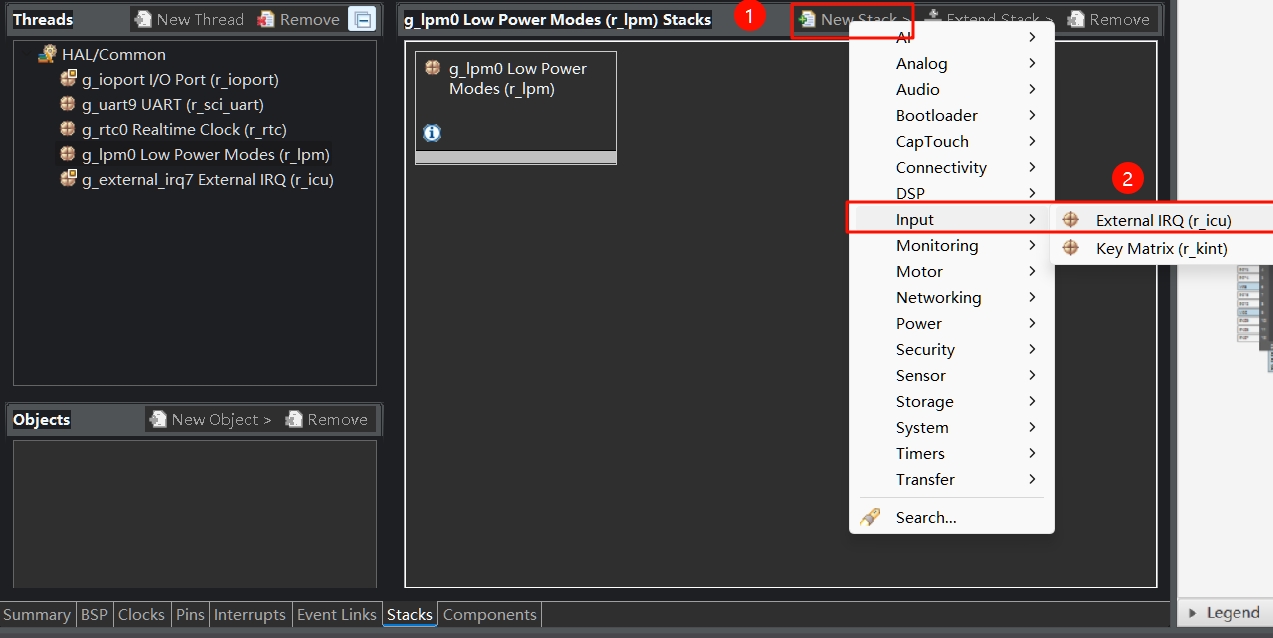 Threads
New Thread
Remove
HAL/Common
g_ioport I/O Port (r_ioport)
g_uart9 UART (r_sci_uart)
g_rtc0 Realtime Clock (r_rtc)
g_lpm0 Low Power Modes (r_lpm)
g_external_irq7 External IRQ (r_icu)
Objects
New Object >
Remove
g_lpm0 Low Power Modes (r_lpm) Stacks
1
New Stack >
Extend Stack >
Remove
g_lpm0 Low Power
Modes (r_lpm)
AI
Analog
Audio
Bootloader
CapTouch
Connectivity
DSP
Input
Monitoring
Motor
Networking
Power
Security
Sensor
Storage
System
Timers
Transfer
Search...
2
External IRQ (r_icu)
Key Matrix (r_kint)
Legend
Summary
BSP
Clocks
Pins
Interrupts
Event Links
Stacks
Components